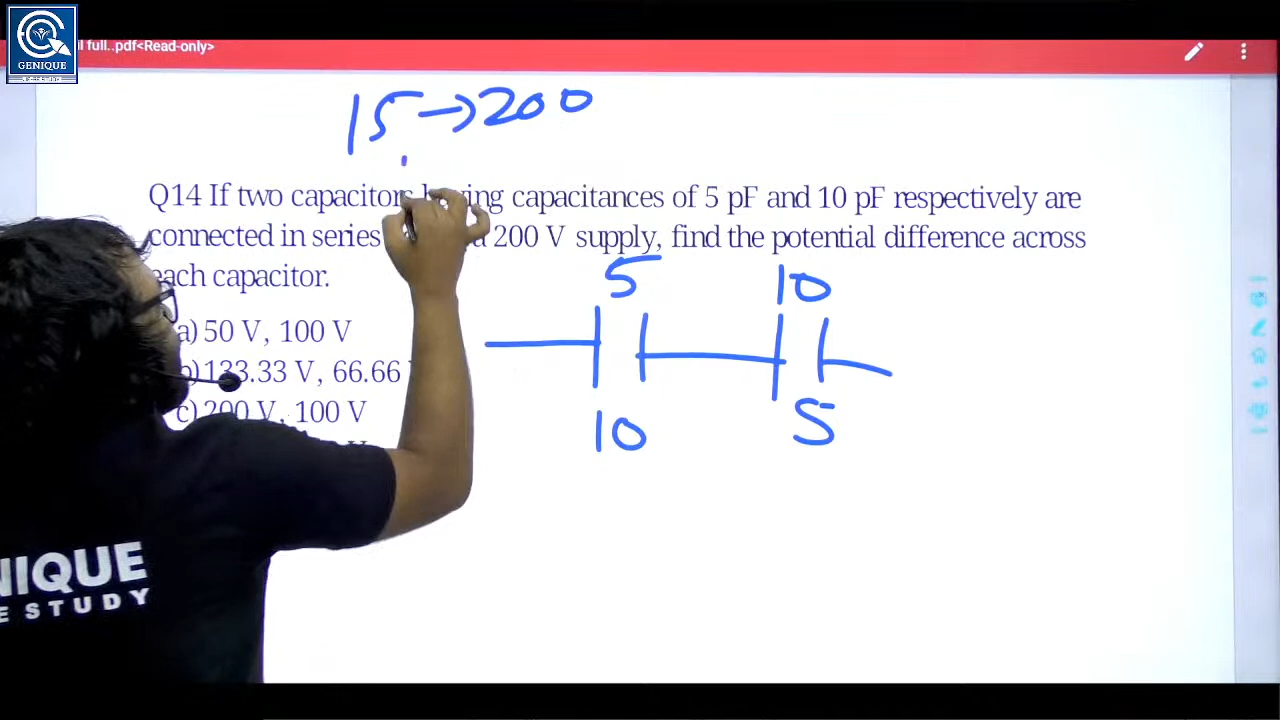 GENIQUE
full..pdf<Read-only>
15→200
Q14 If two capacitors having capacitances of 5 pF and 10 pF respectively are
connected in series a 200 V supply, find the potential difference across
each capacitor.
5 10
a) 50 V, 100 V
b) 133.33 V, 66.66
c) 200 V, 100 V
10 5
NIQUE
E STUDY